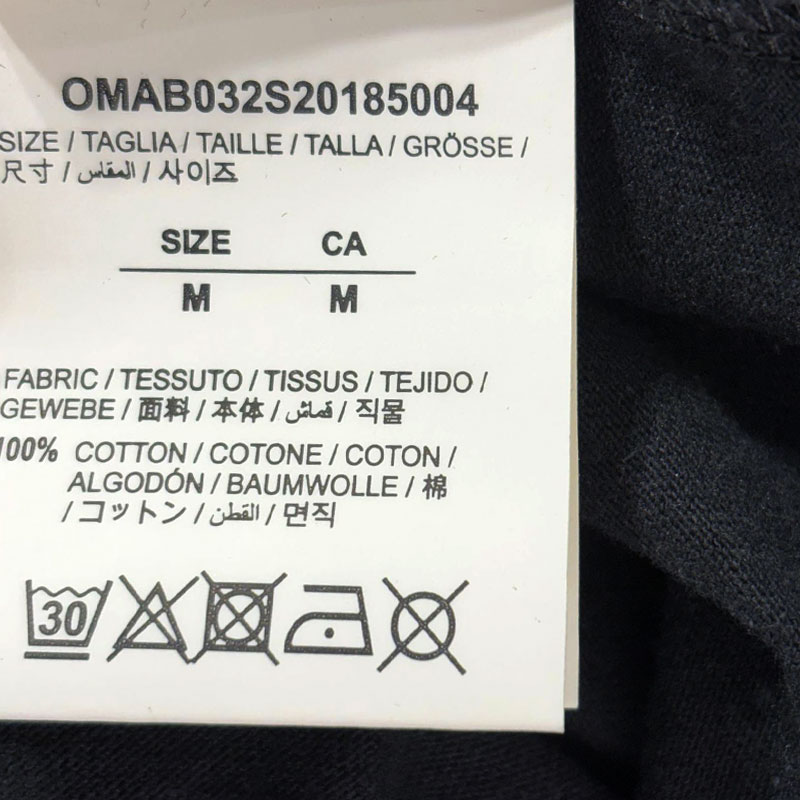 OMAB032S20185004
SIZE / TAGLIA / TAILLE / TALLA / GRÖSSE /
尺寸 / المقاس / 사이즈
SIZE CA
M M
FABRIC / TESSUTO / TISSUS / TEJIDO /
GEWEBE / 面料 / 本体 / قماش / 직물
100% COTTON / COTONE / COTON /
ALGODÓN / BAUMWOLLE / 棉
/ コットン / القطن / 면직
30